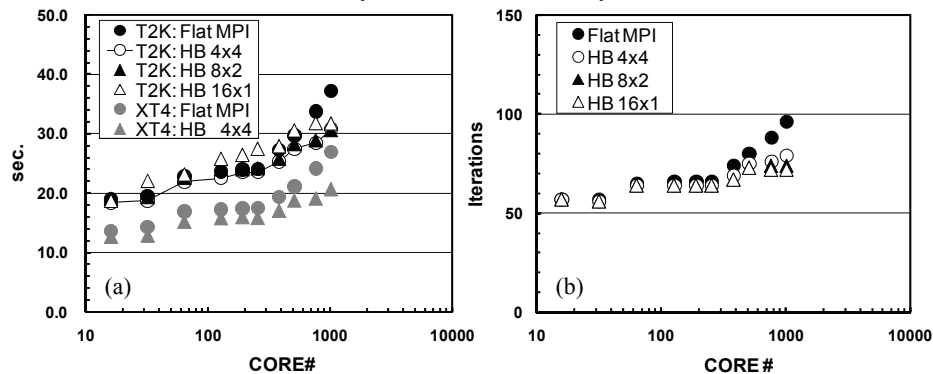 50.0
40.0
30.0
20.0
10.0
0.0
sec.
T2K: Flat MPI
T2K: HB 4x4
T2K: HB 8x2
T2K: HB 16x1
XT4: Flat MPI
XT4: HB 4x4
(a)
10
100
1000
10000
CORE#
150
100
50
0
Iterations
Flat MPI
HB 4x4
HB 8x2
HB 16x1
(b)
10
100
1000
10000
CORE#